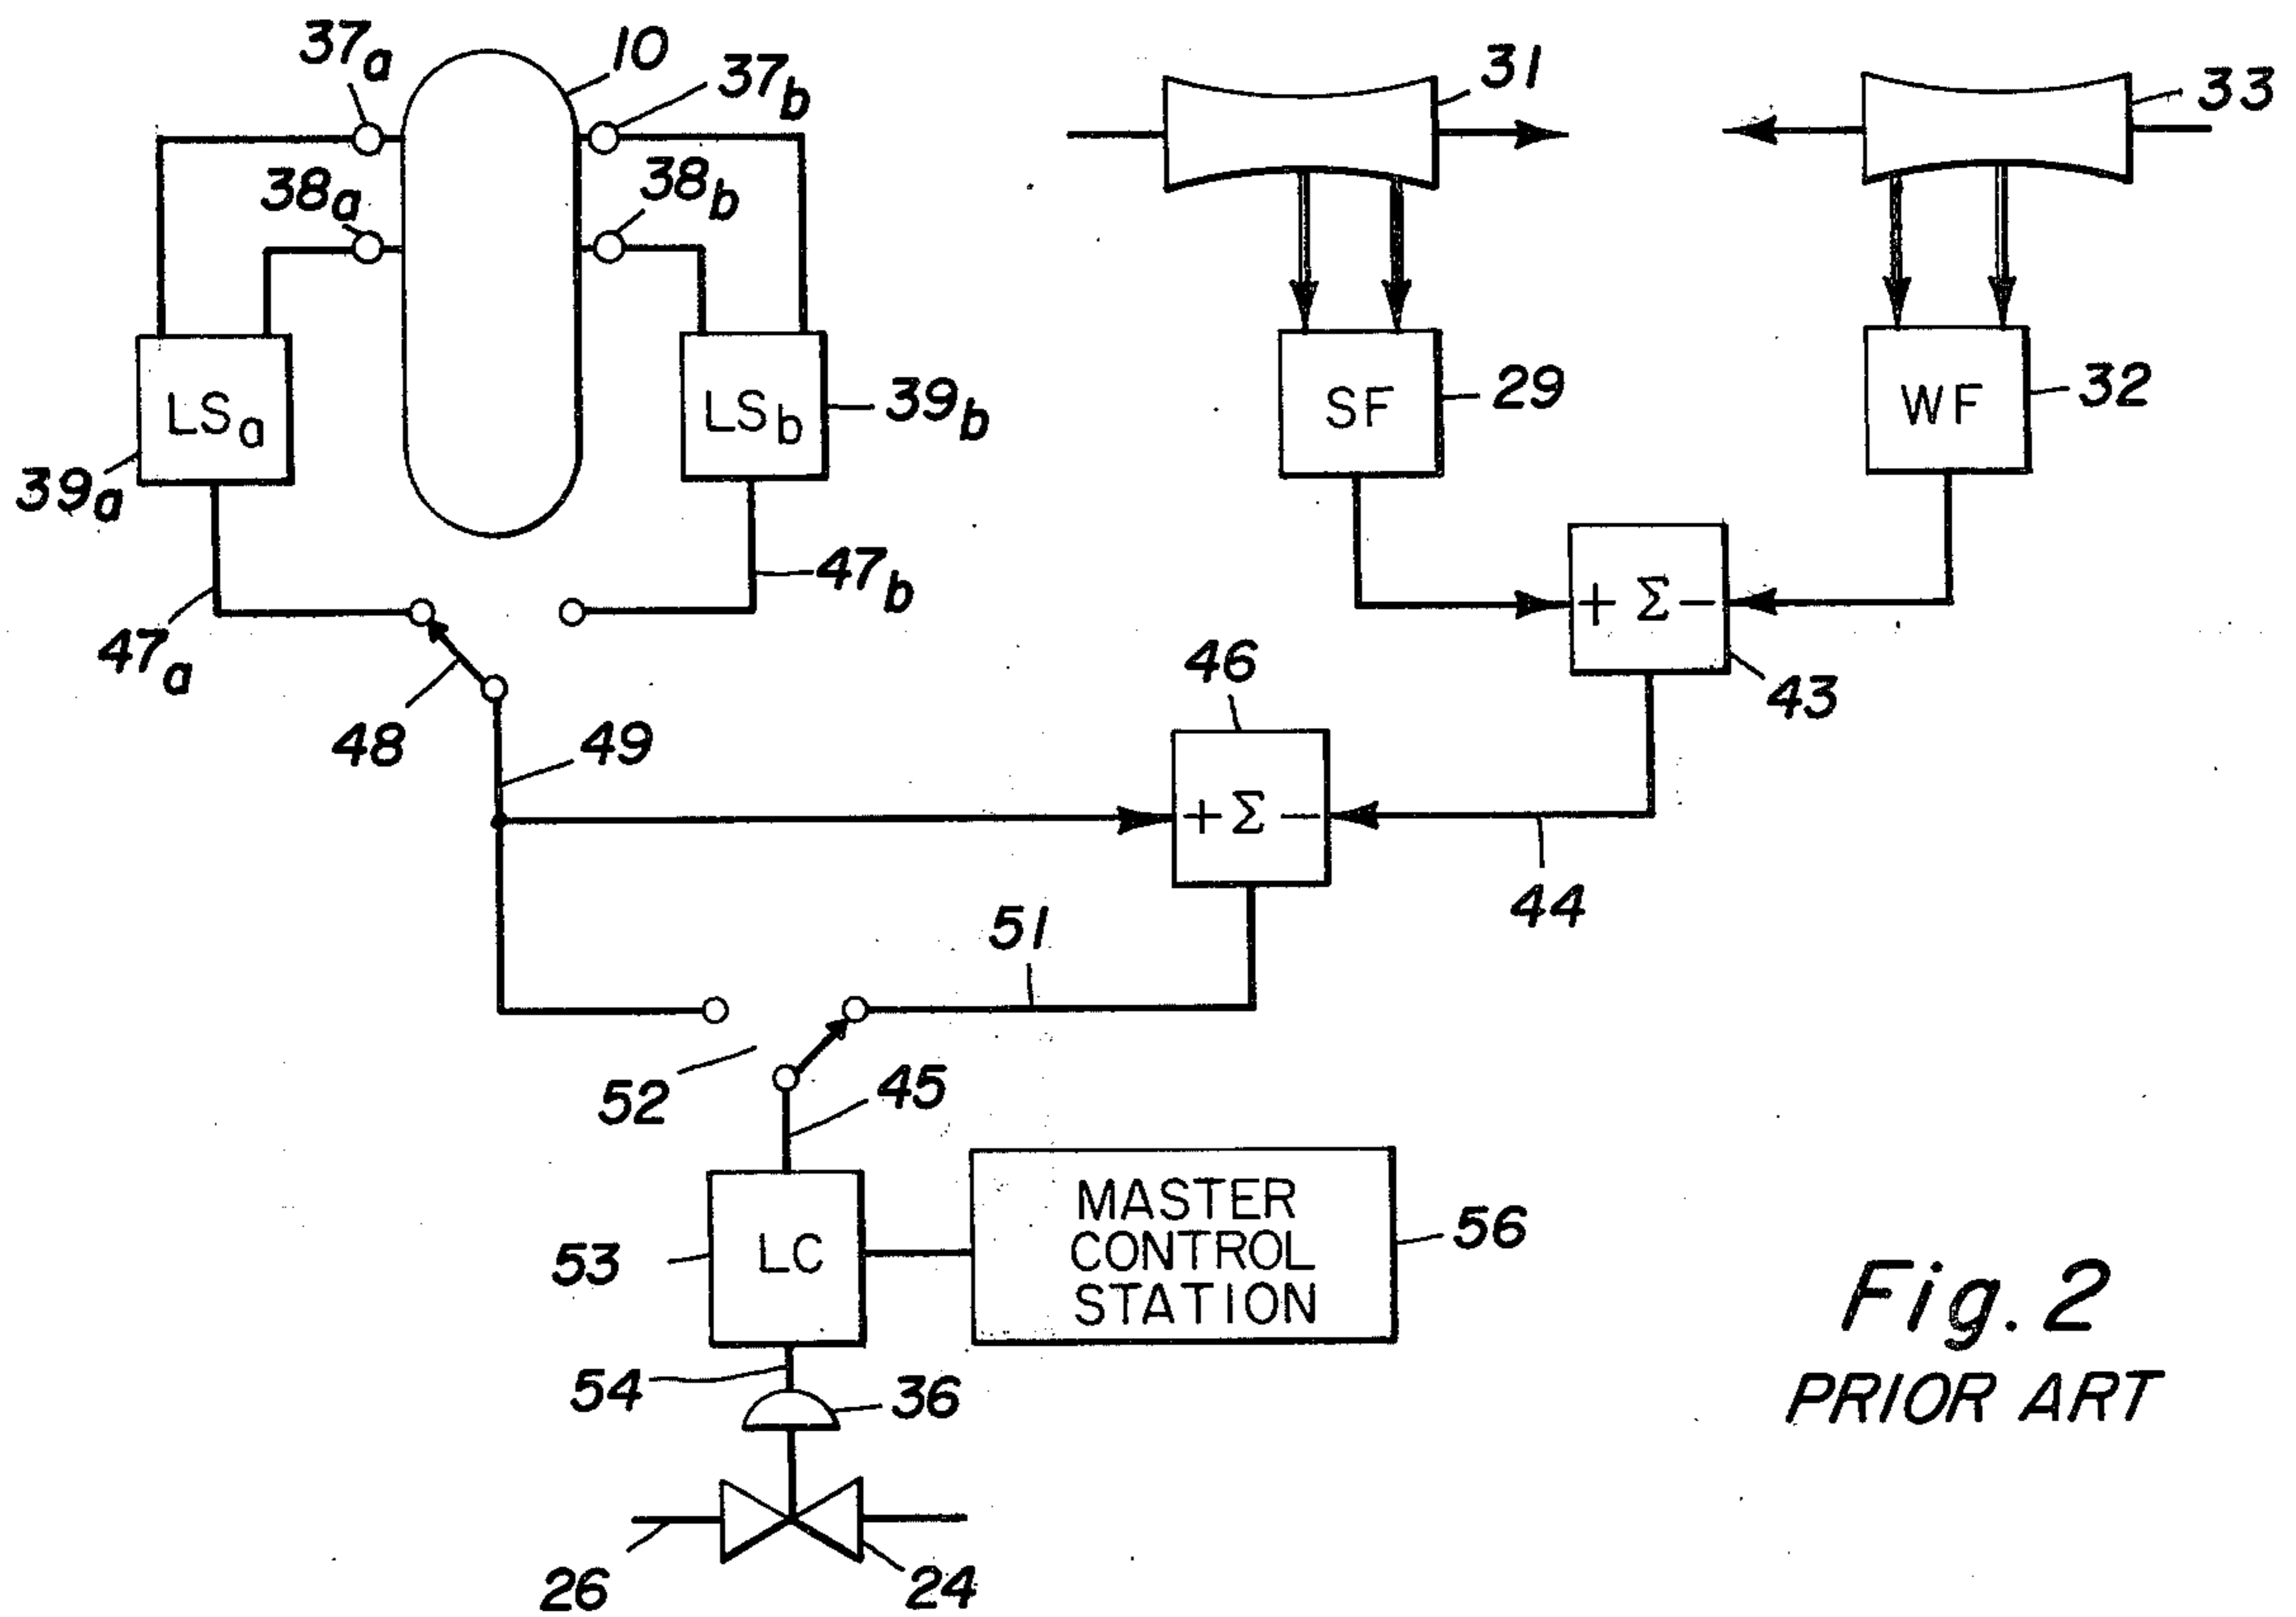 37a
10
37b
31
33
38a
38b
LSa
LSb
39b
SF
29
WF
32
39a
47b
+ Σ −
47a
46
43
48
49
+ Σ −
44
51
52
45
MASTER
CONTROL
STATION
56
53
LC
54
36
26
24
Fig. 2
PRIOR ART